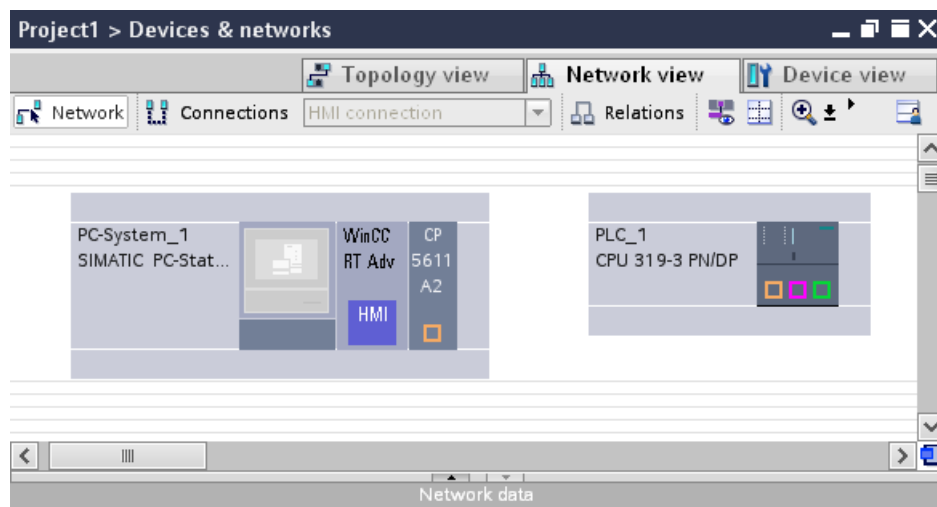 Project1 > Devices & networks
Topology view
Network view
Device view
Network
Connections
HMI connection
Relations
PC-System_1
SIMATIC PC-Stat...
WinCC
RT Adv
HMI
CP
5611
A2
PLC_1
CPU 319-3 PN/DP
Network data